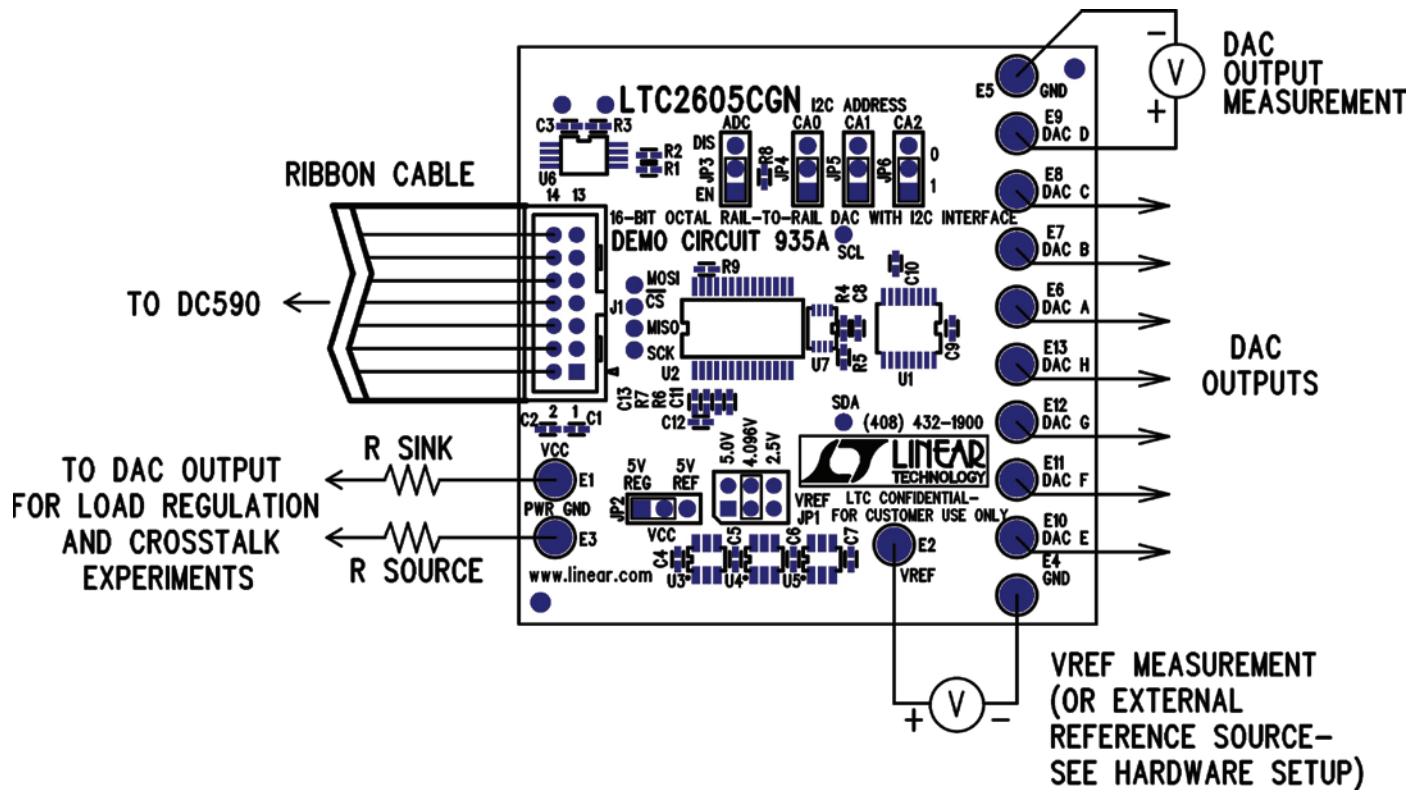 DAC
OUTPUT
MEASUREMENT
-
V
+
E5
GND
E9
DAC D
E8
DAC C
E7
DAC B
E6
DAC A
E13
DAC H
E12
DAC G
E11
DAC F
E10
DAC E
E4
GND
DAC
OUTPUTS
LTC2605CGN
I2C ADDRESS
C3
R3
ADC
CA0
CA1
CA2
DIS
JP3
EN
R8
JP4
JP5
JP6
0
1
R2
R1
U6
RIBBON CABLE
14 13
16-BIT OCTAL RAIL-TO-RAIL DAC WITH I2C INTERFACE
DEMO CIRCUIT 935A
SCL
R9
C10
MOSI
CS
J1
MISO
SCK
TO DC590
R4
C8
C9
U2
U7
R5
U1
C13
R7
R6
C11
C12
C2
2 1
C1
SDA
(408) 432-1900
LINEAR
TECHNOLOGY
VCC
R SINK
E1
TO DAC OUTPUT
FOR LOAD REGULATION
AND CROSSTALK
EXPERIMENTS
PWR GND
E3
R SOURCE
5V
REG
5V
REF
JP2
VCC
5.0V
4.096V
2.5V
VREF
JP1
LTC CONFIDENTIAL-
FOR CUSTOMER USE ONLY
C4
U3
C5
U4
C6
U5
C7
www.linear.com
E2
VREF
+
V
-
VREF MEASUREMENT
(OR EXTERNAL
REFERENCE SOURCE-
SEE HARDWARE SETUP)